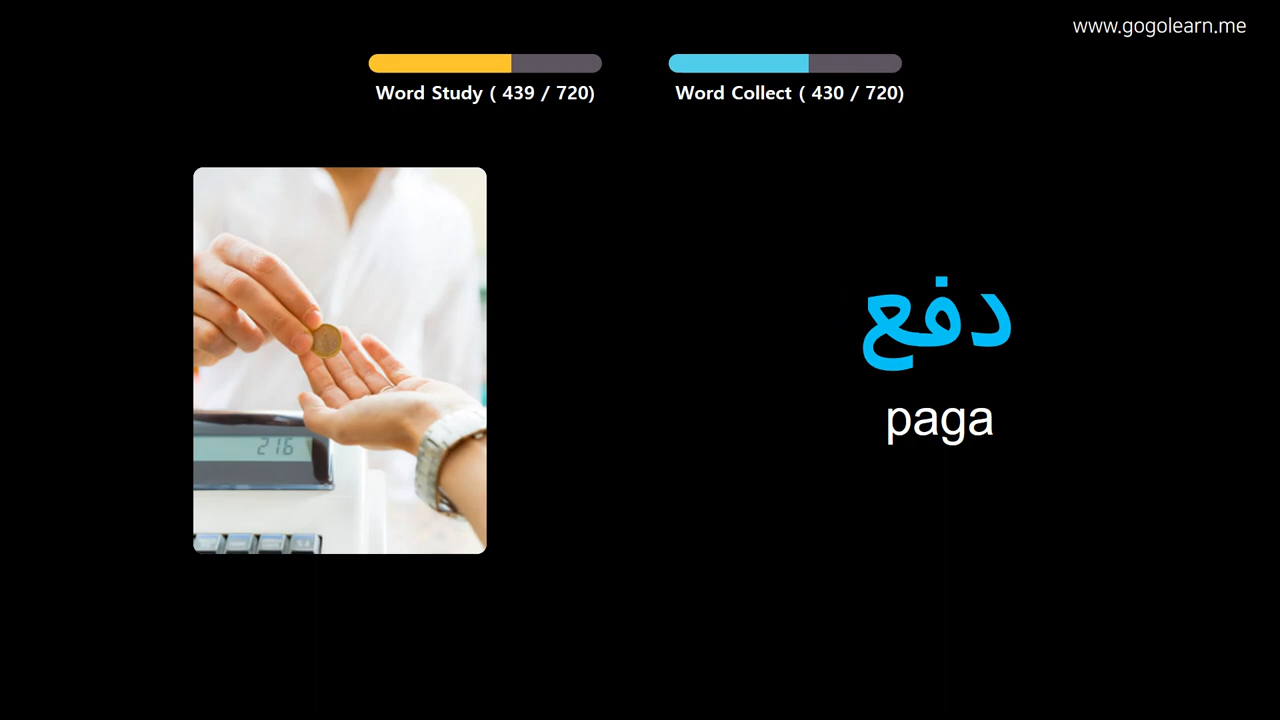 www.gogolearn.me
Word Study ( 439 / 720)
Word Collect ( 430 / 720)
216
دفع
paga